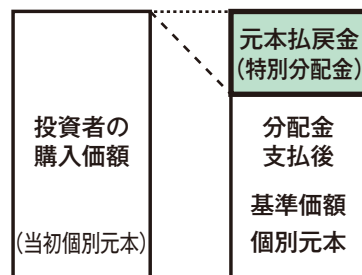 投資者の
購入価額
(当初個別元本)
元本払戻金
(特別分配金)
分配金
支払後
基準価額
個別元本